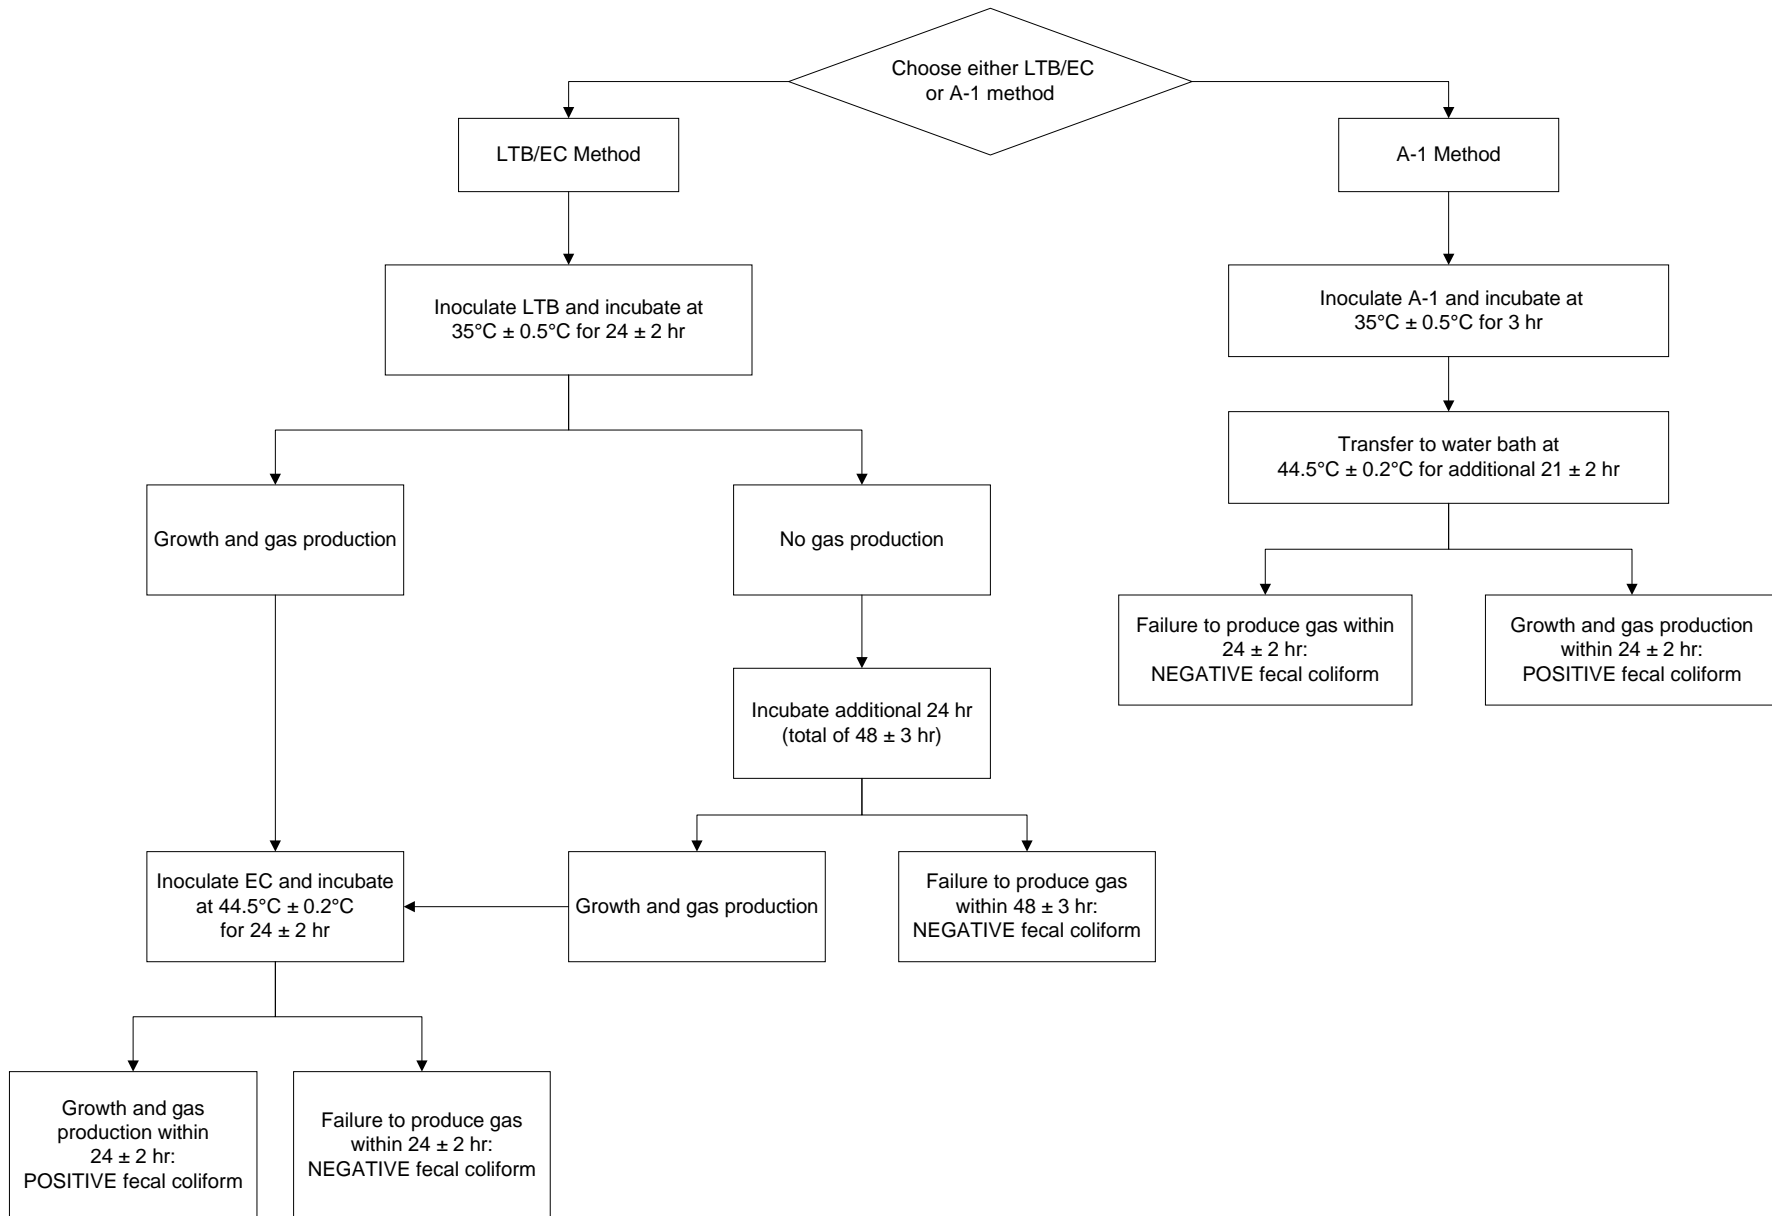 Choose either LTB/EC
or A-1 method
LTB/EC Method
A-1 Method
Inoculate LTB and incubate at
35°C ± 0.5°C for 24 ± 2 hr
Inoculate A-1 and incubate at
35°C ± 0.5°C for 3 hr
Transfer to water bath at
44.5°C ± 0.2°C for additional 21 ± 2 hr
Growth and gas production
No gas production
Failure to produce gas within
24 ± 2 hr:
NEGATIVE fecal coliform
Growth and gas production
within 24 ± 2 hr:
POSITIVE fecal coliform
Incubate additional 24 hr
(total of 48 ± 3 hr)
Inoculate EC and incubate
at 44.5°C ± 0.2°C
for 24 ± 2 hr
Growth and gas production
Failure to produce gas
within 48 ± 3 hr:
NEGATIVE fecal coliform
Growth and gas
production within
24 ± 2 hr:
POSITIVE fecal coliform
Failure to produce gas
within 24 ± 2 hr:
NEGATIVE fecal coliform